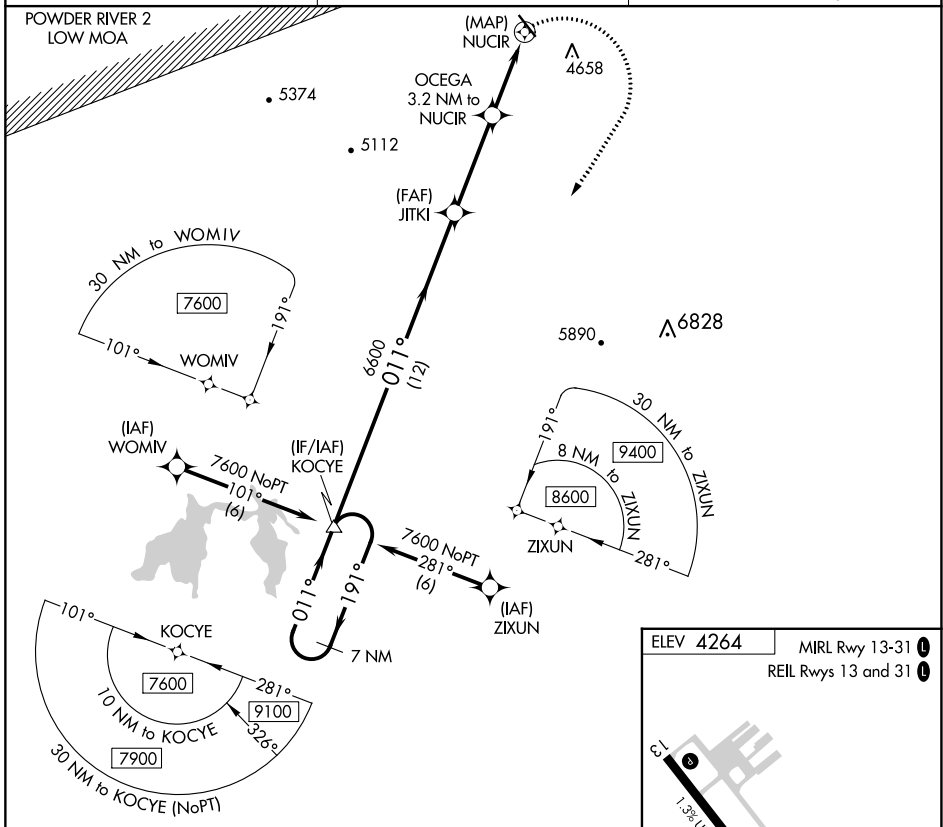 POWDER RIVER 2
LOW MOA
(MAP)
NUCIR
4658
OCEGA
3.2 NM to
NUCIR
5374
5112
(FAF)
JITKI
30 NM to WOMIV
7600
191°
101°
WOMIV
5890
6828
6600
011°
(12)
(IAF)
WOMIV
7600 NoPT
101°
(6)
(IF/IAF)
KOCYE
30 NM to ZIXUN
9400
191°
8 NM to ZIXUN
8600
ZIXUN
281°
7600 NoPT
281°
(6)
(IAF)
ZIXUN
011°
191°
7 NM
101°
KOCYE
7600
281°
9100
326°
10 NM to KOCYE
7900
30 NM to KOCYE (NoPT)
ELEV 4264
MIRL Rwy 13-31 L
REIL Rwys 13 and 31 L
13
P
1.3%